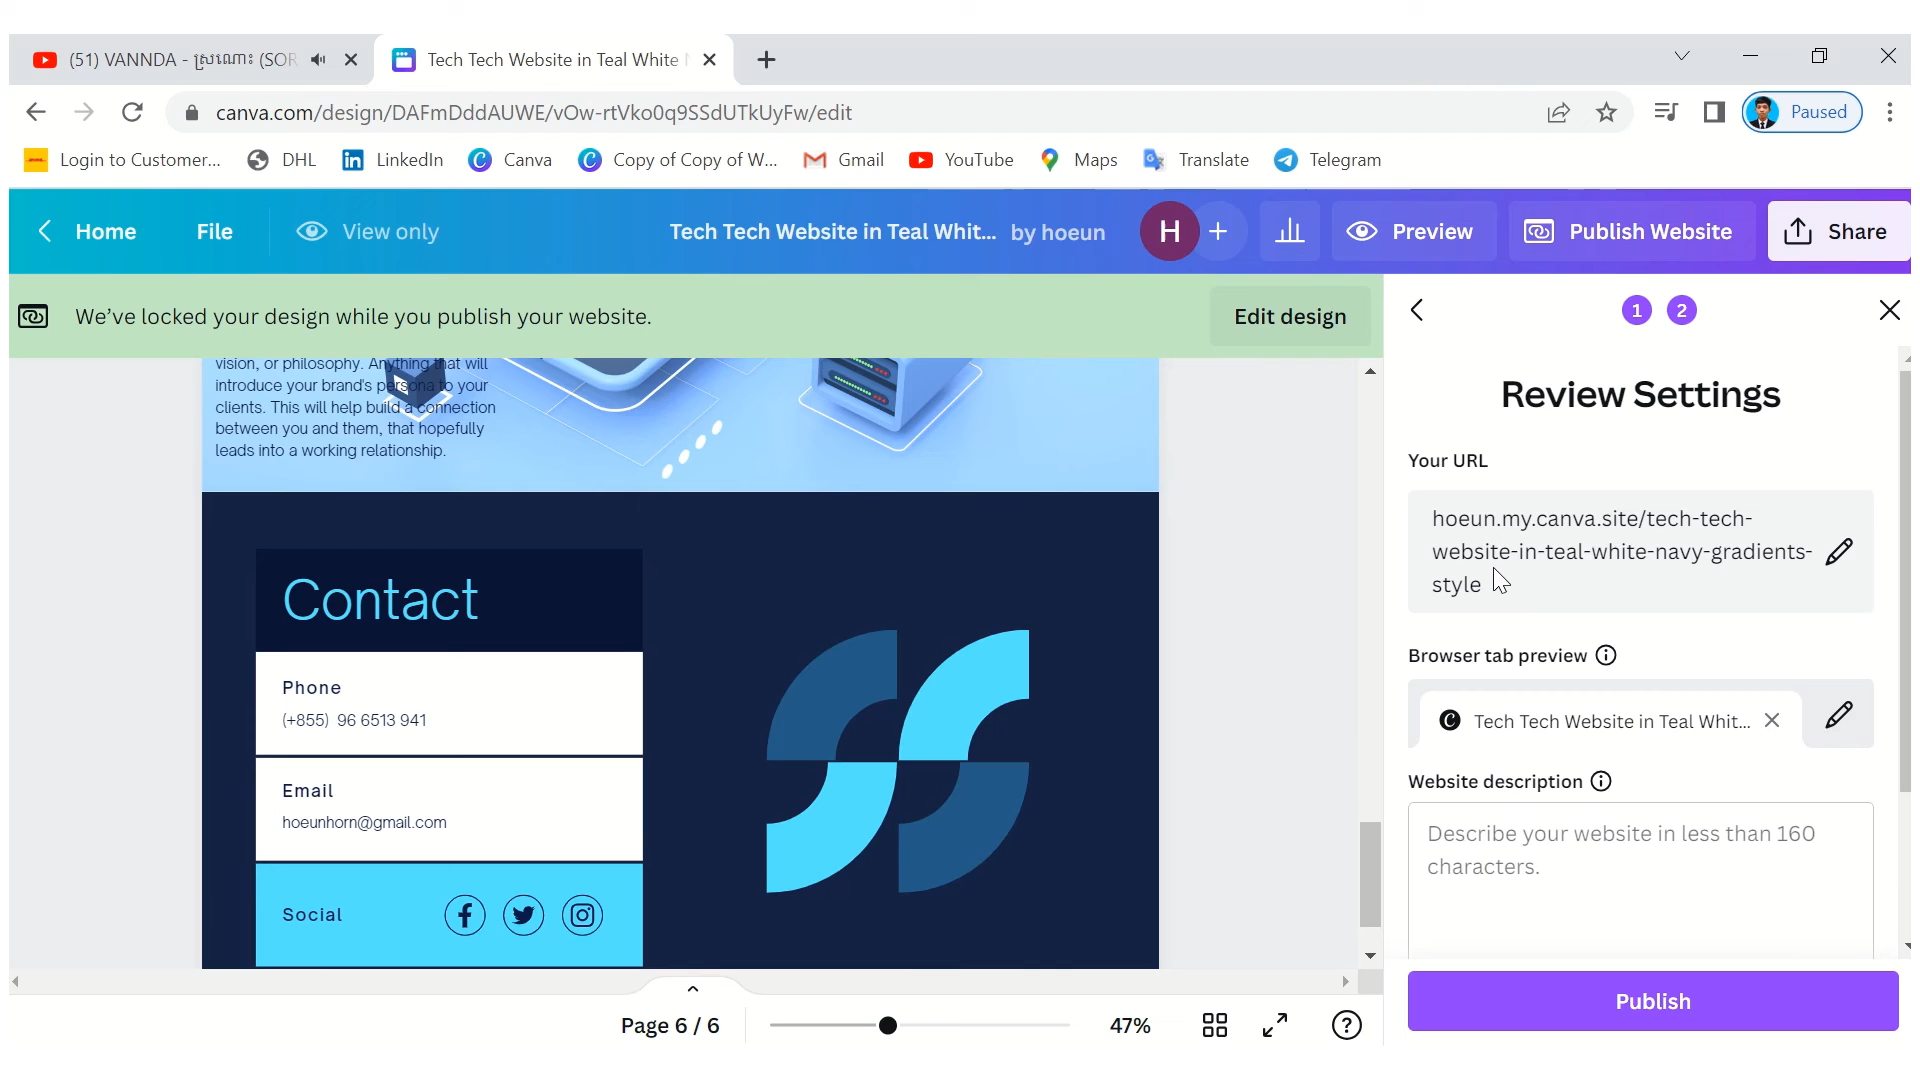 (51) VANNDA - ស្រណោះ (SOR
Tech Tech Website in Teal White
canva.com/design/DAFmDddAUWE/vOw-rtVko0q9SSdUTkUyFw/edit
Paused
Login to Customer...
DHL
LinkedIn
Canva
Copy of Copy of W...
Gmail
YouTube
Maps
Translate
Telegram
Home
File
View only
Tech Tech Website in Teal Whit... by hoeun
H
Preview
Publish Website
Share
We've locked your design while you publish your website.
Edit design
vision, or philosophy. Anything that will
introduce your brand's persona to your
clients. This will help build a connection
between you and them, that hopefully
leads into a working relationship.
Contact
Phone
(+855) 96 6513 941
Email
hoeunhorn@gmail.com
Social
Page 6 / 6
47%
1 2
Review Settings
Your URL
hoeun.my.canva.site/tech-tech-
website-in-teal-white-navy-gradients-
style
Browser tab preview
Tech Tech Website in Teal Whit...
Website description
Describe your website in less than 160
characters.
Publish